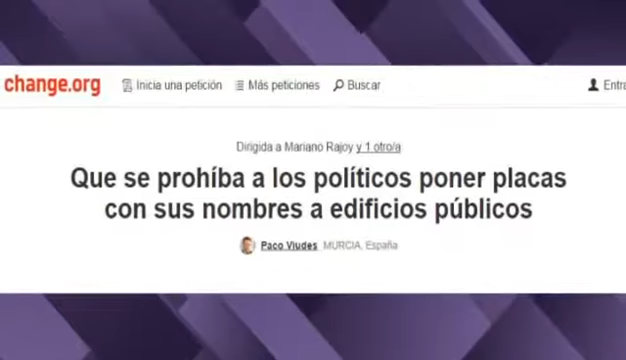 change.org Inicia una petición Más peticiones Buscar Entra
Dirigida a Mariano Rajoy y 1 otro/a
Que se prohíba a los políticos poner placas
con sus nombres a edificios públicos
Paco Viudes MURCIA, España